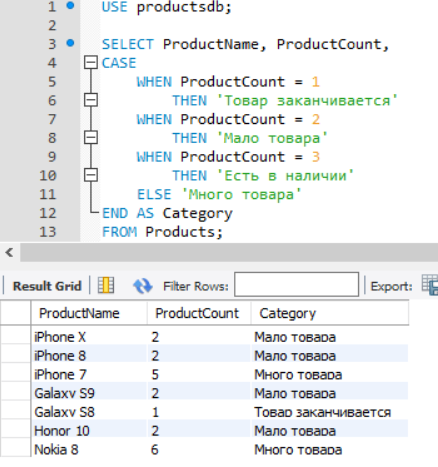 1 USE productsdb;
2
3 SELECT ProductName, ProductCount,
4 CASE
5 WHEN ProductCount = 1
6 THEN 'Товар заканчивается'
7 WHEN ProductCount = 2
8 THEN 'Мало товара'
9 WHEN ProductCount = 3
10 THEN 'Есть в наличии'
11 ELSE 'Много товара'
12 END AS Category
13 FROM Products;
Result Grid Filter Rows: Export:
ProductName ProductCount Category
iPhone X 2 Мало товара
iPhone 8 2 Мало товара
iPhone 7 5 Много товара
Galaxy S9 2 Мало товара
Galaxy S8 1 Товар заканчивается
Honor 10 2 Мало товара
Nokia 8 6 Много товара